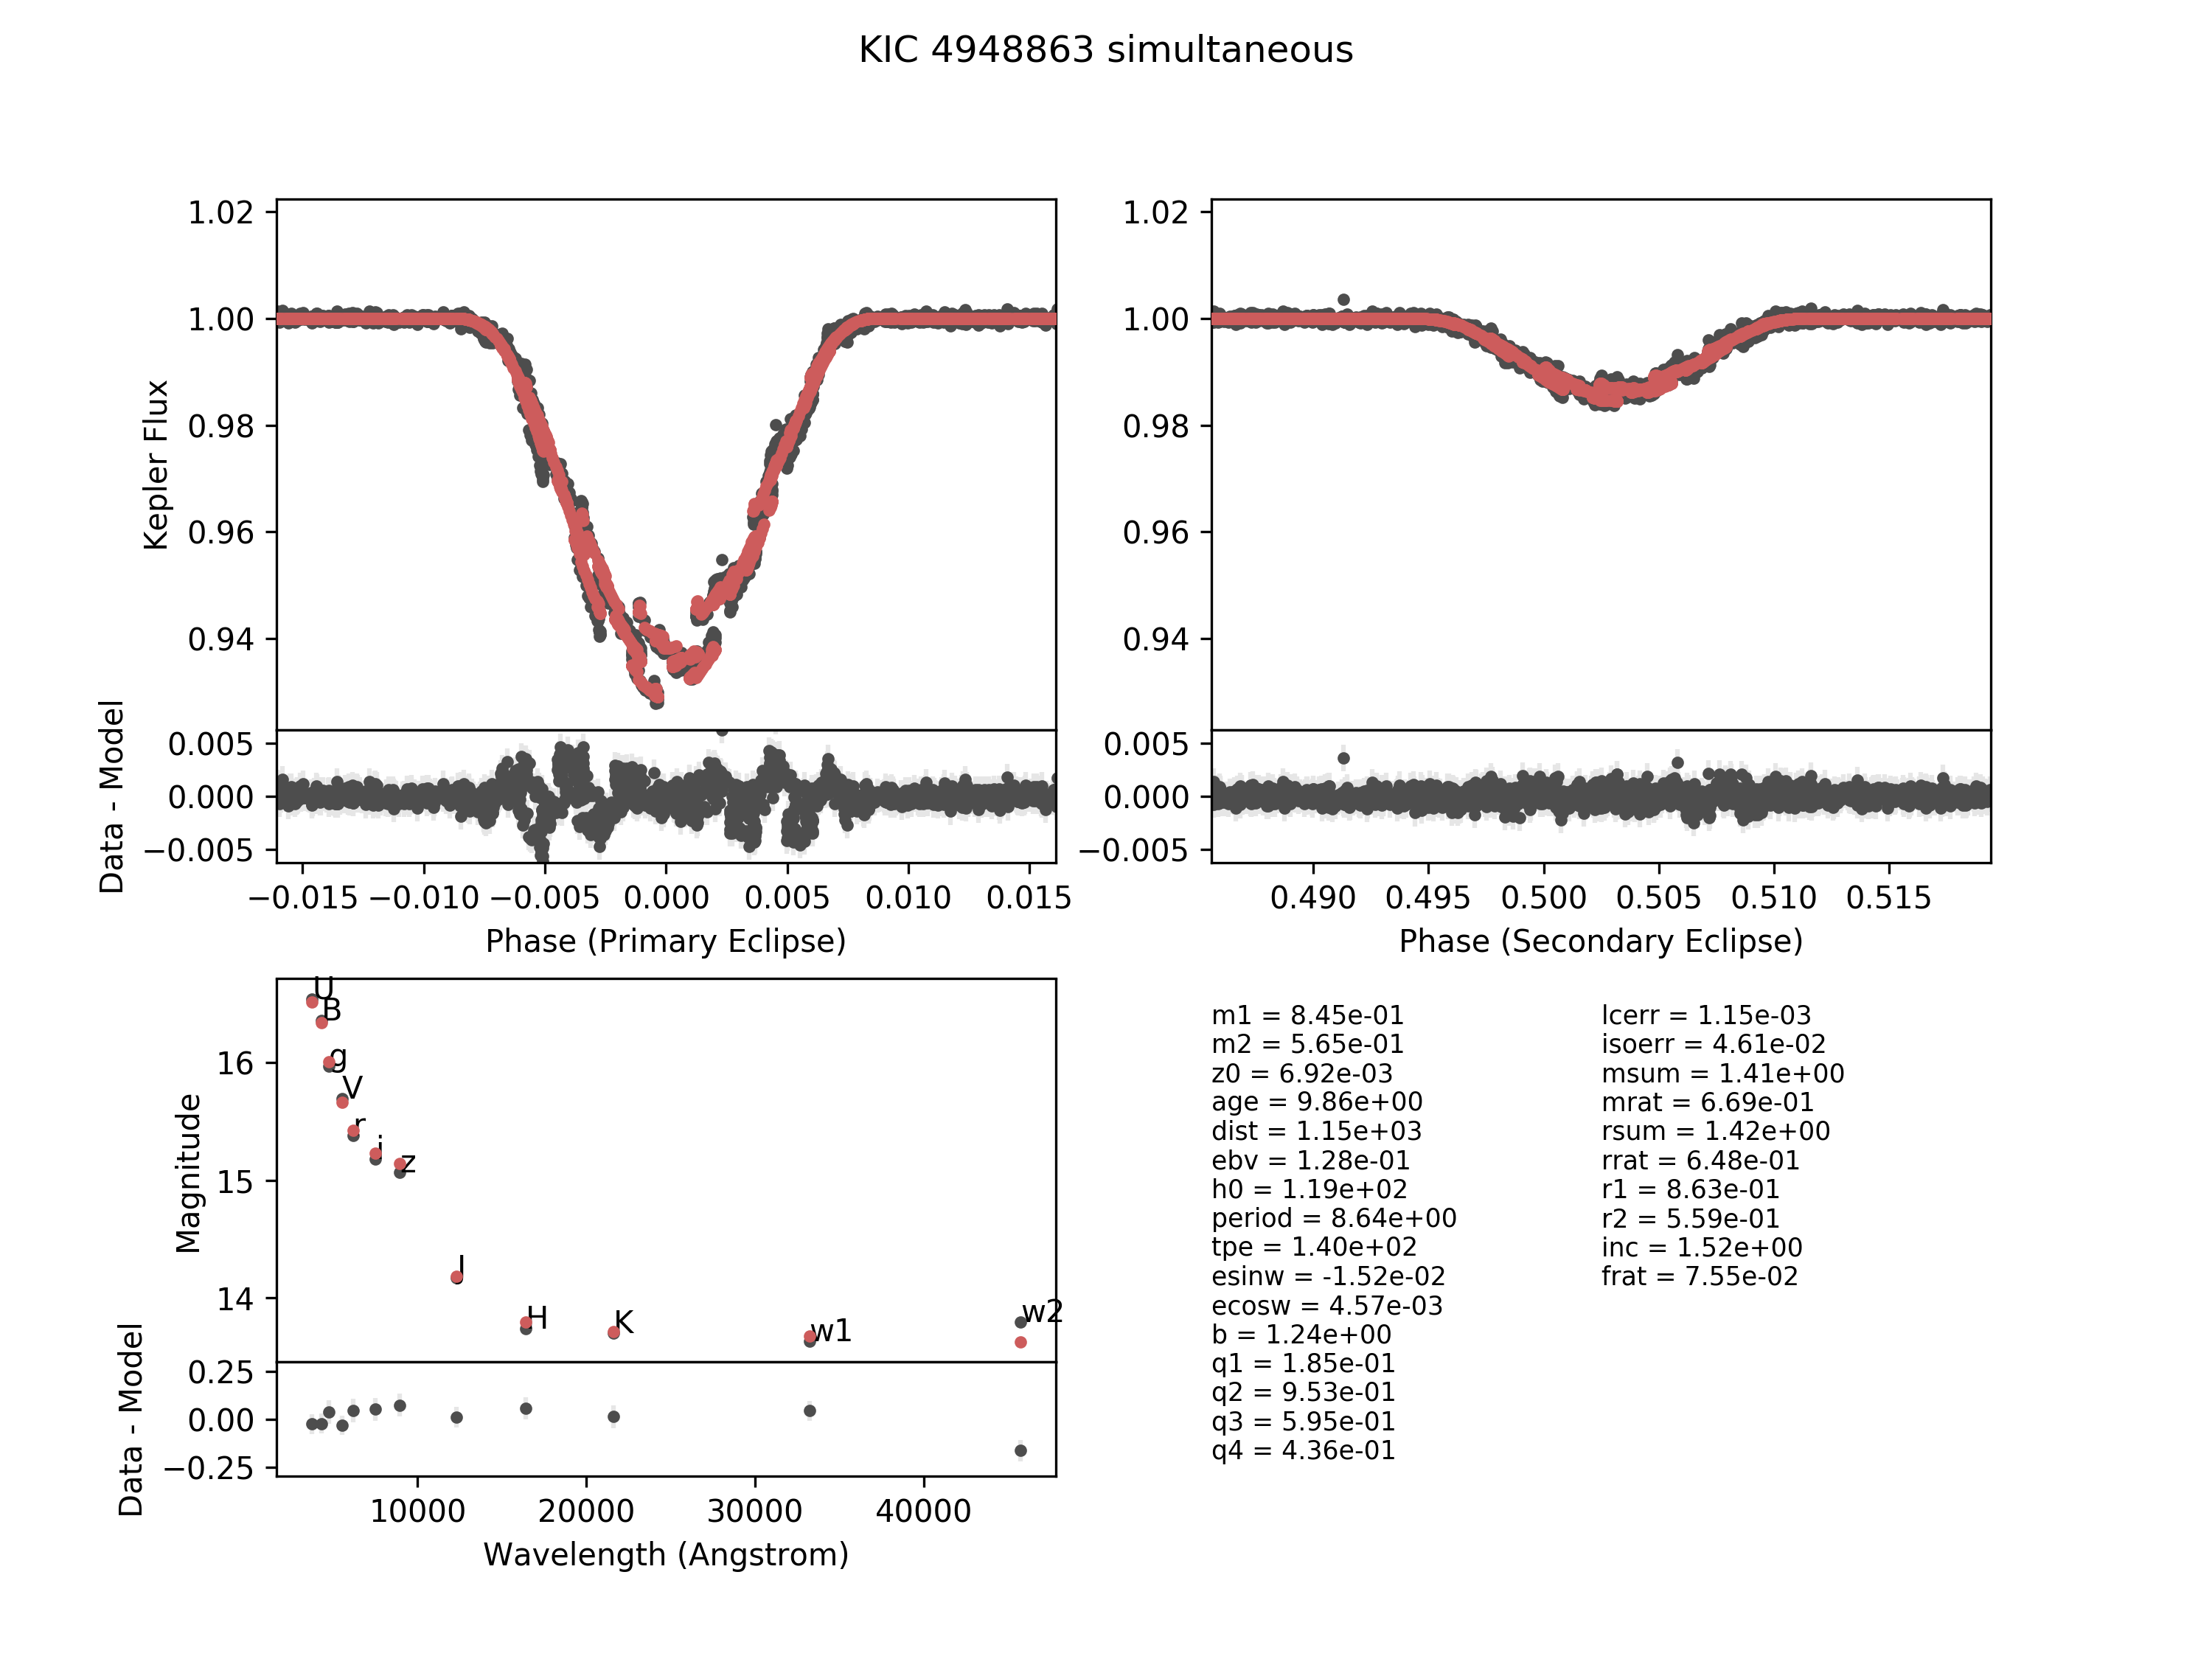 KIC 4948863 simultaneous
1.02
1.00
0.98
0.96
0.94
Kepler Flux
0.005
0.000
−0.005
Data - Model
−0.015 −0.010 −0.005 0.000 0.005 0.010 0.015
Phase (Primary Eclipse)
1.02
1.00
0.98
0.96
0.94
0.005
0.000
−0.005
0.490 0.495 0.500 0.505 0.510 0.515
Phase (Secondary Eclipse)
16
15
14
Magnitude
U
B
g
V
r
i
z
J
H
K
w1
w2
0.25
0.00
−0.25
Data - Model
10000 20000 30000 40000
Wavelength (Angstrom)
m1 = 8.45e-01
m2 = 5.65e-01
z0 = 6.92e-03
age = 9.86e+00
dist = 1.15e+03
ebv = 1.28e-01
h0 = 1.19e+02
period = 8.64e+00
tpe = 1.40e+02
esinw = -1.52e-02
ecosw = 4.57e-03
b = 1.24e+00
q1 = 1.85e-01
q2 = 9.53e-01
q3 = 5.95e-01
q4 = 4.36e-01
lcerr = 1.15e-03
isoerr = 4.61e-02
msum = 1.41e+00
mrat = 6.69e-01
rsum = 1.42e+00
rrat = 6.48e-01
r1 = 8.63e-01
r2 = 5.59e-01
inc = 1.52e+00
frat = 7.55e-02